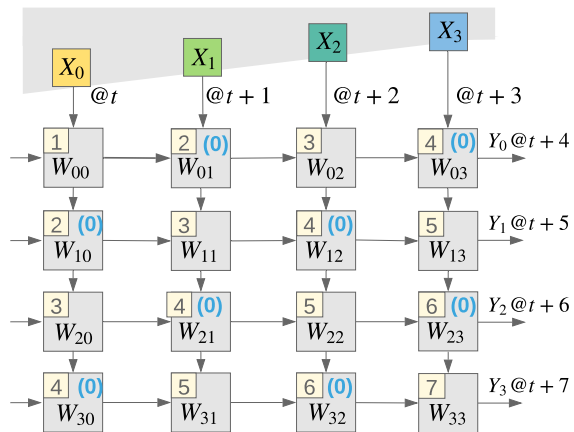 X₀ X₁ X₂ X₃
@t @t + 1 @t + 2 @t + 3
1 2 (0) 3 4 (0) Y₀ @t + 4
W₀₀ W₀₁ W₀₂ W₀₃
2 (0) 3 4 (0) 5 Y₁ @t + 5
W₁₀ W₁₁ W₁₂ W₁₃
3 4 (0) 5 6 (0) Y₂ @t + 6
W₂₀ W₂₁ W₂₂ W₂₃
4 (0) 5 6 (0) 7 Y₃ @t + 7
W₃₀ W₃₁ W₃₂ W₃₃